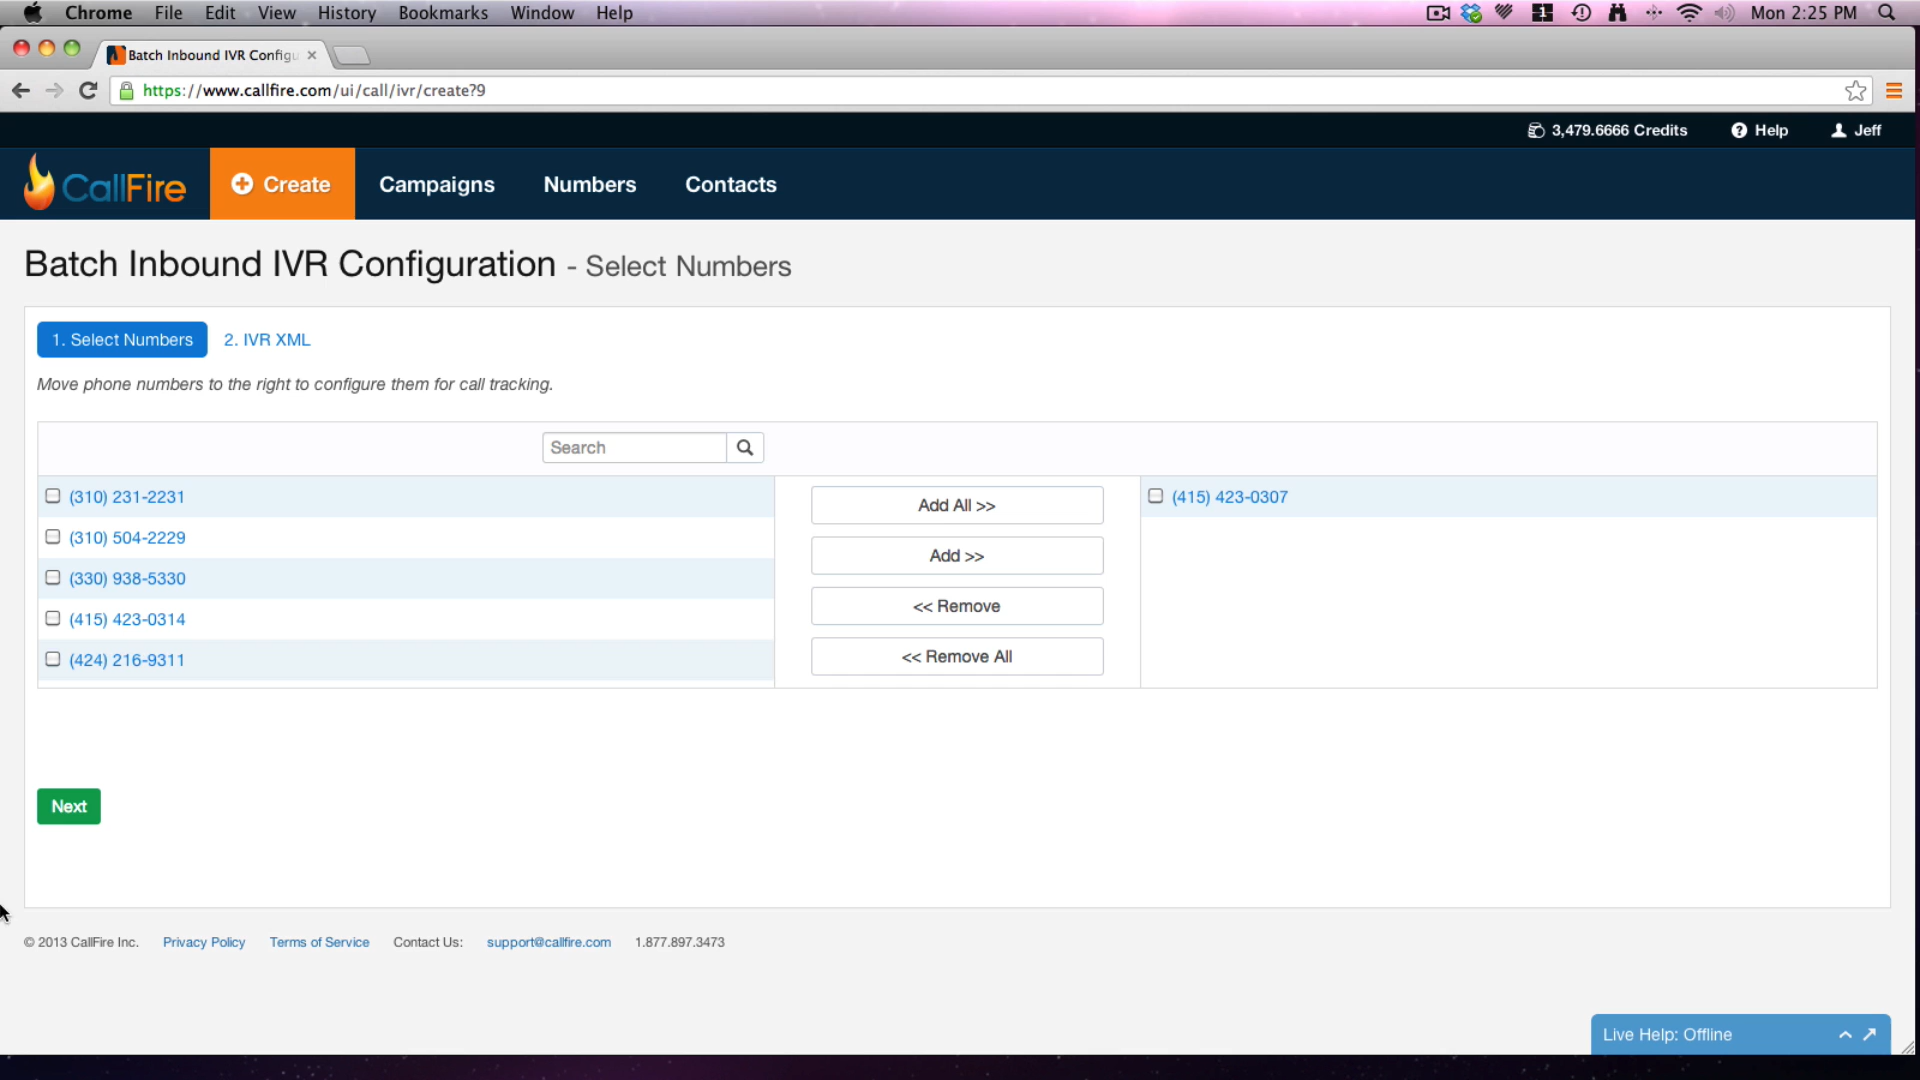 Chrome File Edit View History Bookmarks Window Help Mon 2:25 PM
Batch Inbound IVR Configu
https://www.callfire.com/ui/call/ivr/create?9
3,479.6666 Credits Help Jeff
CallFire Create Campaigns Numbers Contacts
Batch Inbound IVR Configuration - Select Numbers
1. Select Numbers 2. IVR XML
Move phone numbers to the right to configure them for call tracking.
Search
(310) 231-2231 Add All >> (415) 423-0307
(310) 504-2229 Add >>
(330) 938-5330 << Remove
(415) 423-0314
(424) 216-9311 << Remove All
Next
© 2013 CallFire Inc. Privacy Policy Terms of Service Contact Us: support@callfire.com 1.877.897.3473
Live Help: Offline